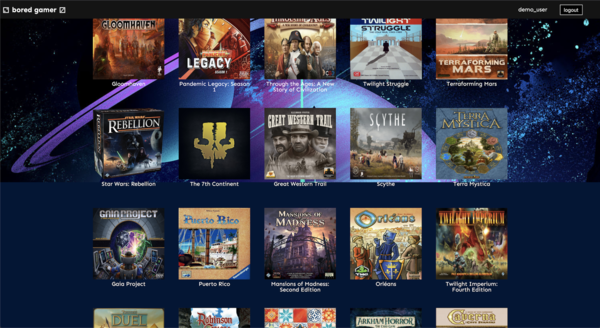 bored gamer
demo_user
logout
GLOOMHAVEN
LEGACY
THROUGH THE AGES
TWILIGHT
STRUGGLE
TERRAFORMING
MARS
Gloomhaven
Pandemic Legacy: Season
1
Through the Ages: A New
Story of Civilization
Twilight Struggle
Terraforming Mars
STAR WARS
REBELLION
GREAT WESTERN TRAIL
SCYTHE
TERRA
MYSTICA
Star Wars: Rebellion
The 7th Continent
Great Western Trail
Scythe
Terra Mystica
GAIA PROJECT
Puerto Rico
MANSIONS OF
MADNESS
Orléans
TWILIGHT IMPERIUM
Gaia Project
Puerto Rico
Mansions of Madness:
Second Edition
Orléans
Twilight Imperium:
Fourth Edition
DUEL
Robinson
ARKHAM HORROR